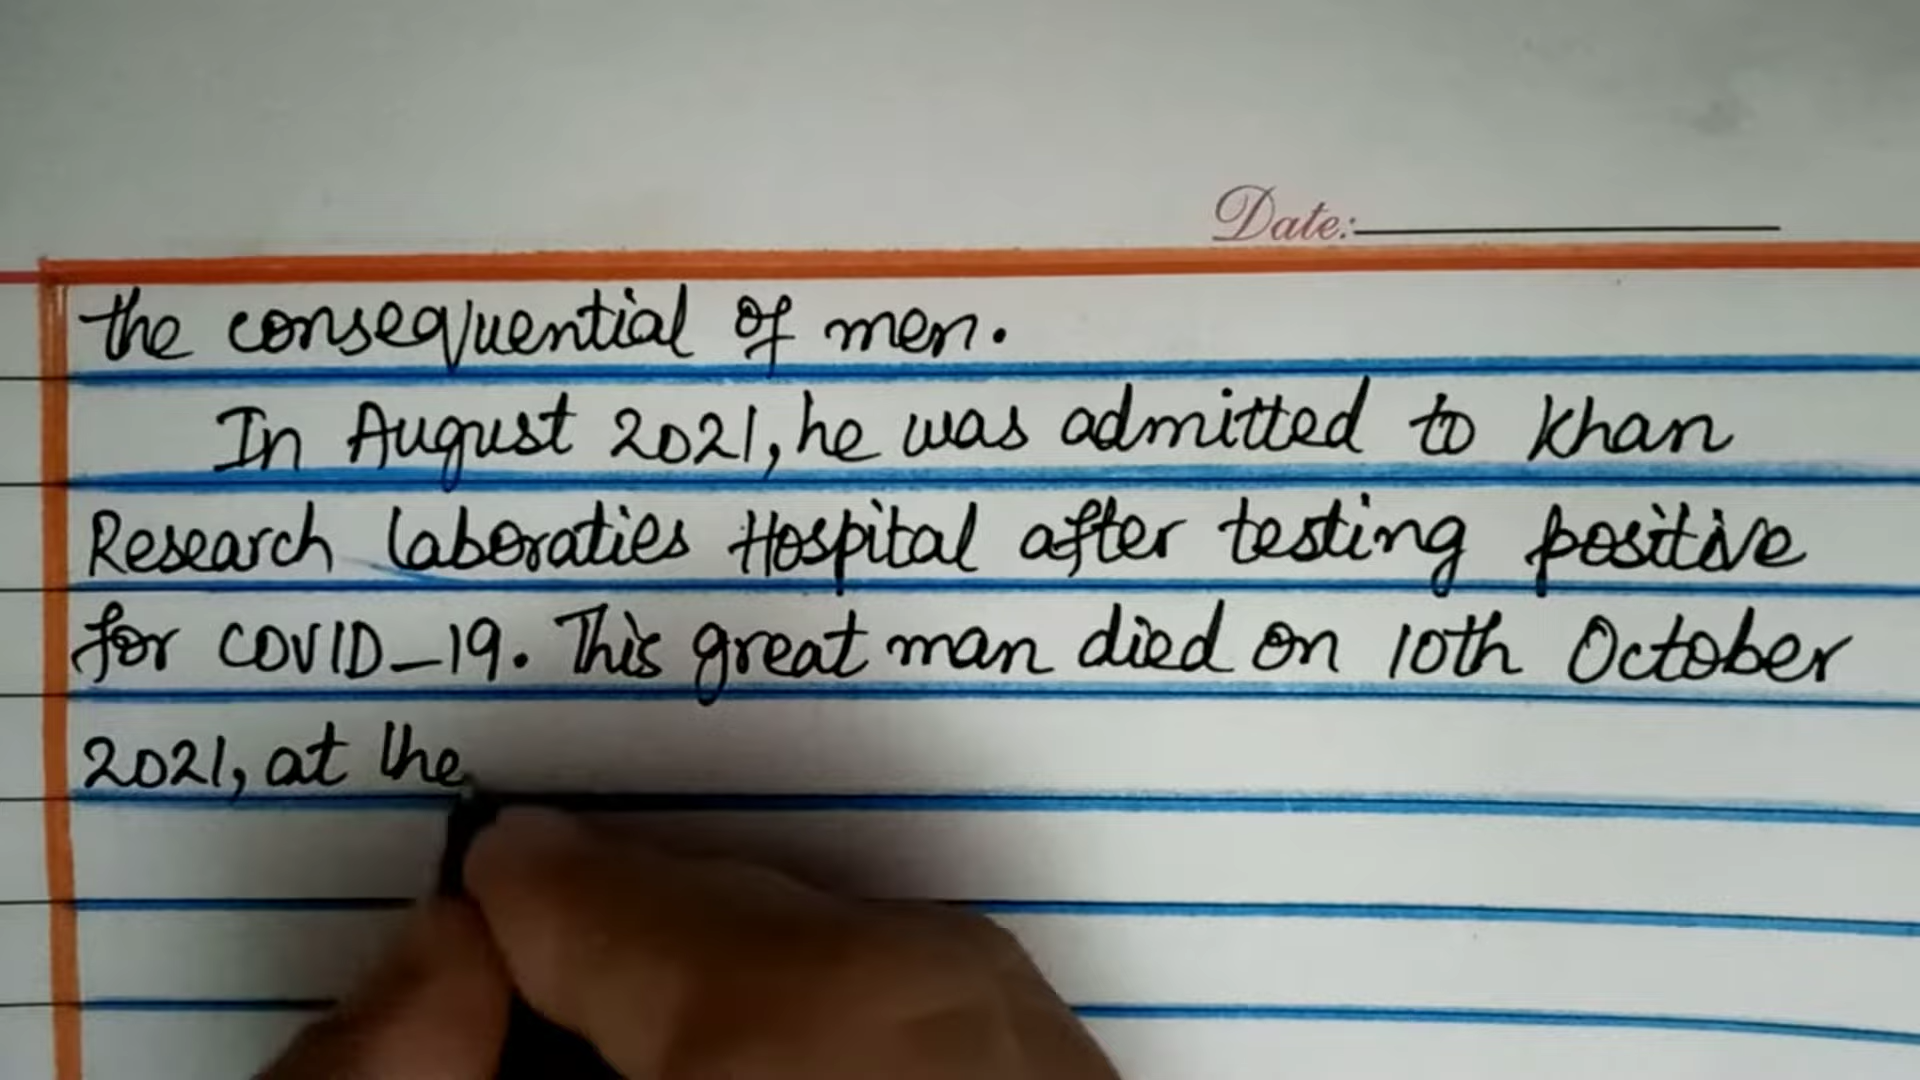 Date:
the consequential of men.
In August 2021, he was admitted to Khan
Research laboraties Hospital after testing positive
for COVID_19. This great man died on 10th October
2021, at the